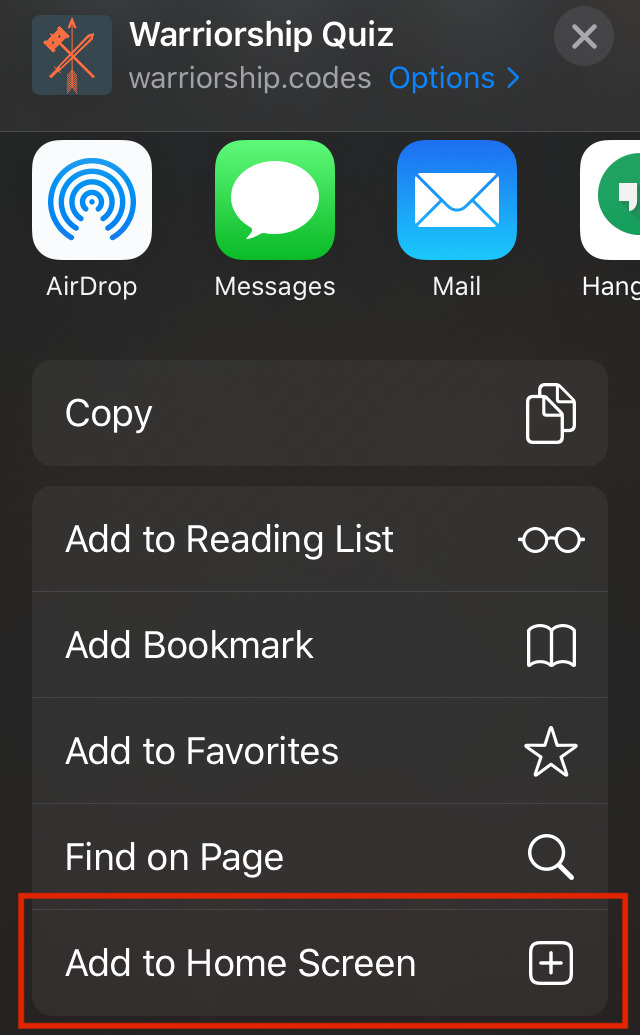 Warriorship Quiz
warriorship.codes Options
AirDrop Messages Mail Hang
Copy
Add to Reading List
Add Bookmark
Add to Favorites
Find on Page
Add to Home Screen